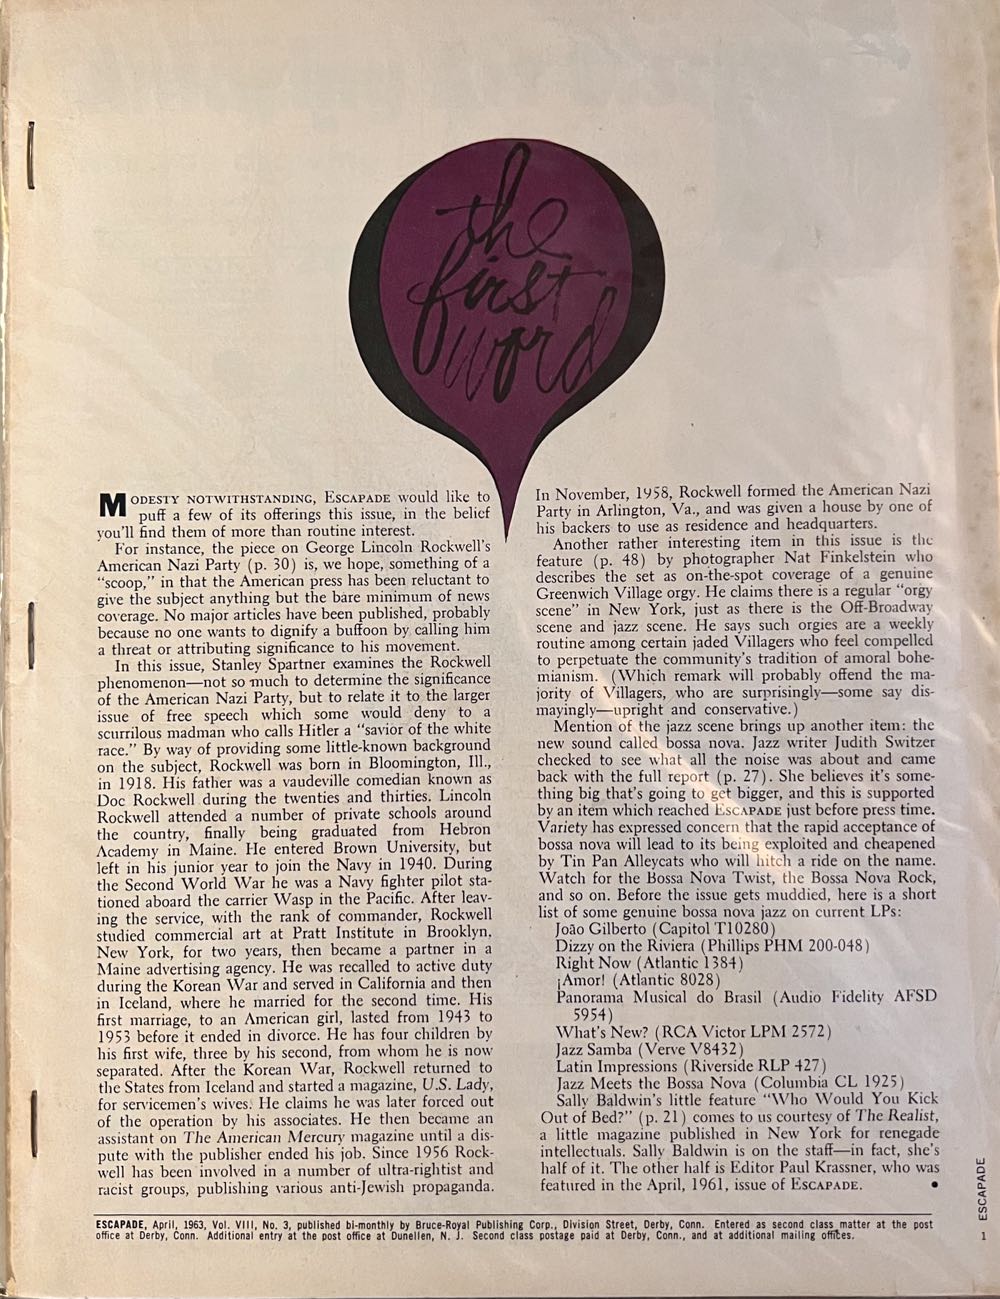 the
first
word
MODESTY NOTWITHSTANDING, ESCAPADE would like to
puff a few of its offerings this issue, in the belief
you'll find them of more than routine interest.
For instance, the piece on George Lincoln Rockwell's
American Nazi Party (p. 30) is, we hope, something of a
"scoop," in that the American press has been reluctant to
give the subject anything but the bare minimum of news
coverage. No major articles have been published, probably
because no one wants to dignify a buffoon by calling him
a threat or attributing significance to his movement.
In this issue, Stanley Spartner examines the Rockwell
phenomenon—not so much to determine the significance
of the American Nazi Party, but to relate it to the larger
issue of free speech which some would deny to a
scurrilous madman who calls Hitler a "savior of the white
race." By way of providing some little-known background
on the subject, Rockwell was born in Bloomington, Ill.,
in 1918. His father was a vaudeville comedian known as
Doc Rockwell during the twenties and thirties. Lincoln
Rockwell attended a number of private schools around
the country, finally being graduated from Hebron
Academy in Maine. He entered Brown University, but
left in his junior year to join the Navy in 1940. During
the Second World War he was a Navy fighter pilot sta-
tioned aboard the carrier Wasp in the Pacific. After leav-
ing the service, with the rank of commander, Rockwell
studied commercial art at Pratt Institute in Brooklyn,
New York, for two years, then became a partner in a
Maine advertising agency. He was recalled to active duty
during the Korean War and served in California and then
in Iceland, where he married for the second time. His
first marriage, to an American girl, lasted from 1943 to
1953 before it ended in divorce. He has four children by
his first wife, three by his second, from whom he is now
separated. After the Korean War, Rockwell returned to
the States from Iceland and started a magazine, U.S. Lady,
for servicemen's wives. He claims he was later forced out
of the operation by his associates. He then became an
assistant on The American Mercury magazine until a dis-
pute with the publisher ended his job. Since 1956 Rock-
well has been involved in a number of ultra-rightist and
racist groups, publishing various anti-Jewish propaganda.
In November, 1958, Rockwell formed the American Nazi
Party in Arlington, Va., and was given a house by one of
his backers to use as residence and headquarters.
Another rather interesting item in this issue is the
feature (p. 48) by photographer Nat Finkelstein who
describes the set as on-the-spot coverage of a genuine
Greenwich Village orgy. He claims there is a regular "orgy
scene" in New York, just as there is the Off-Broadway
scene and jazz scene. He says such orgies are a weekly
routine among certain jaded Villagers who feel compelled
to perpetuate the community's tradition of amoral bohe-
mianism. (Which remark will probably offend the ma-
jority of Villagers, who are surprisingly—some say dis-
mayingly—upright and conservative.)
Mention of the jazz scene brings up another item: the
new sound called bossa nova. Jazz writer Judith Switzer
checked to see what all the noise was about and came
back with the full report (p. 27). She believes it's some-
thing big that's going to get bigger, and this is supported
by an item which reached ESCAPADE just before press time.
Variety has expressed concern that the rapid acceptance of
bossa nova will lead to its being exploited and cheapened
by Tin Pan Alleycats who will hitch a ride on the name.
Watch for the Bossa Nova Twist, the Bossa Nova Rock,
and so on. Before the issue gets muddied, here is a short
list of some genuine bossa nova jazz on current LPs:
João Gilberto (Capitol T10280)
Dizzy on the Riviera (Phillips PHM 200-048)
Right Now (Atlantic 1384)
¡Amor! (Atlantic 8028)
Panorama Musical do Brasil (Audio Fidelity AFSD
5954)
What's New? (RCA Victor LPM 2572)
Jazz Samba (Verve V8432)
Latin Impressions (Riverside RLP 427)
Jazz Meets the Bossa Nova (Columbia CL 1925)
Sally Baldwin's little feature "Who Would You Kick
Out of Bed?" (p. 21) comes to us courtesy of The Realist,
a little magazine published in New York for renegade
intellectuals. Sally Baldwin is on the staff—in fact, she's
half of it. The other half is Editor Paul Krassner, who was
featured in the April, 1961, issue of ESCAPADE. •
ESCAPADE, April, 1963, Vol. VIII, No. 3, published bi-monthly by Bruce-Royal Publishing Corp., Division Street, Derby, Conn. Entered as second class matter at the post
office at Derby, Conn. Additional entry at the post office at Dunellen, N. J. Second class postage paid at Derby, Conn., and at additional mailing offices.
ESCAPADE
1